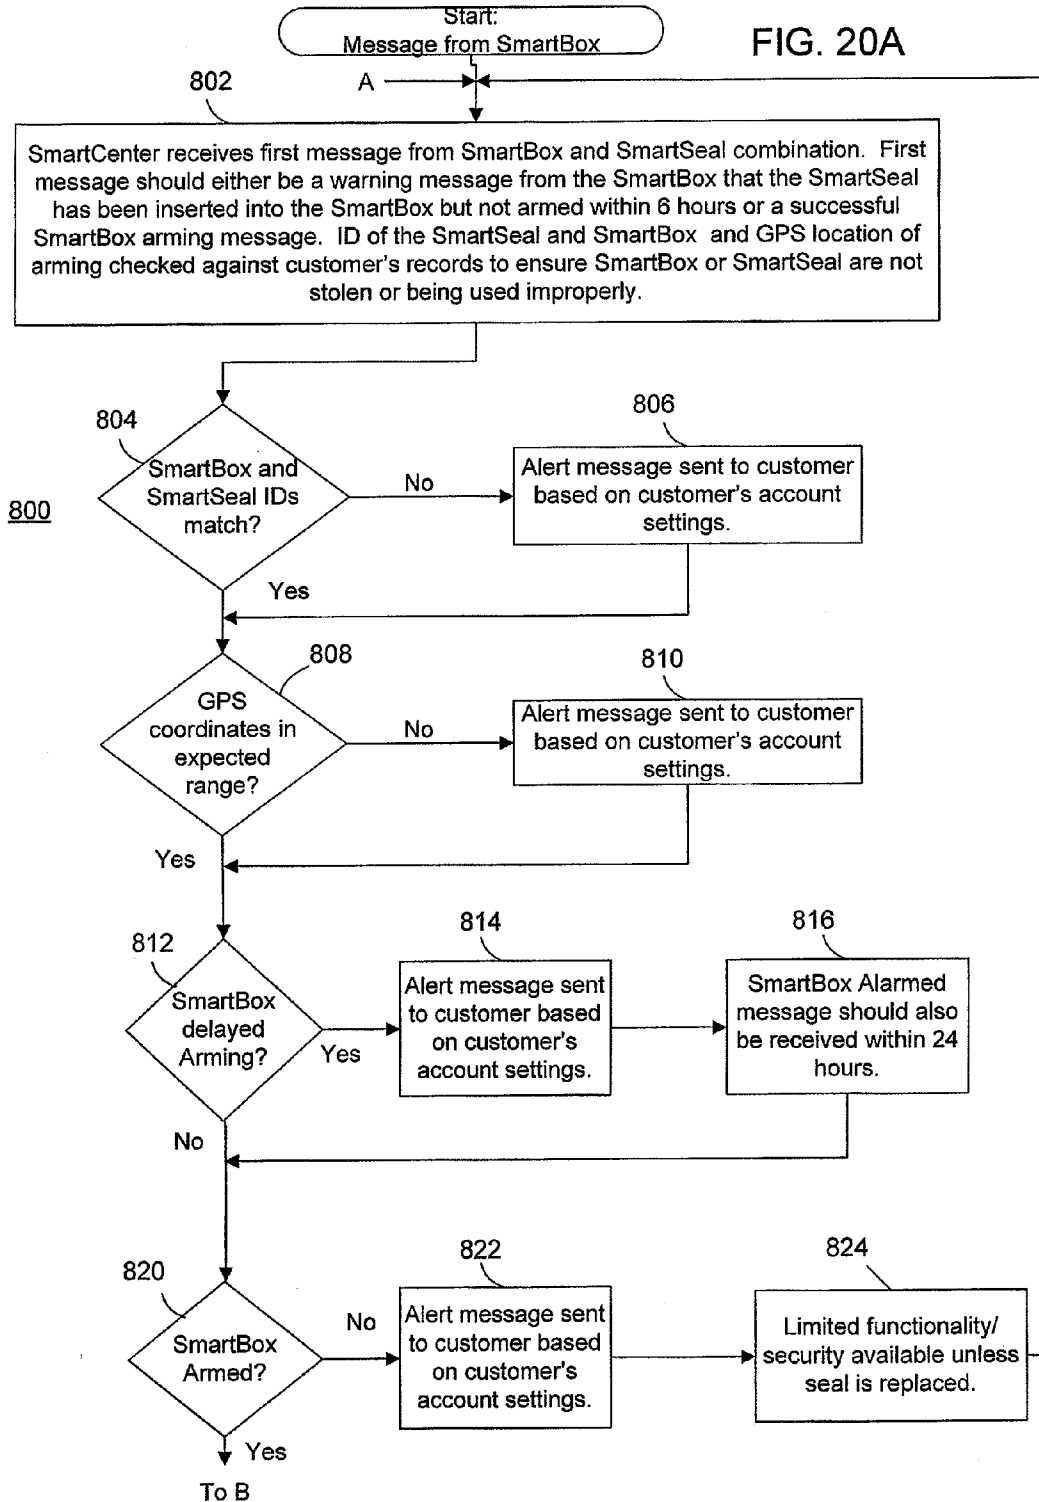 Start:
Message from SmartBox
FIG. 20A
A
802
SmartCenter receives first message from SmartBox and SmartSeal combination. First
message should either be a warning message from the SmartBox that the SmartSeal
has been inserted into the SmartBox but not armed within 6 hours or a successful
SmartBox arming message. ID of the SmartSeal and SmartBox and GPS location of
arming checked against customer's records to ensure SmartBox or SmartSeal are not
stolen or being used improperly.
800
804
SmartBox and
SmartSeal IDs
match?
No
806
Alert message sent to customer
based on customer's account
settings.
Yes
808
GPS
coordinates in
expected
range?
No
810
Alert message sent to customer
based on customer's account
settings.
Yes
812
SmartBox
delayed
Arming?
Yes
814
Alert message sent
to customer based
on customer's
account settings.
816
SmartBox Alarmed
message should also
be received within 24
hours.
No
820
SmartBox
Armed?
No
822
Alert message sent
to customer based
on customer's
account settings.
824
Limited functionality/
security available unless
seal is replaced.
Yes
To B